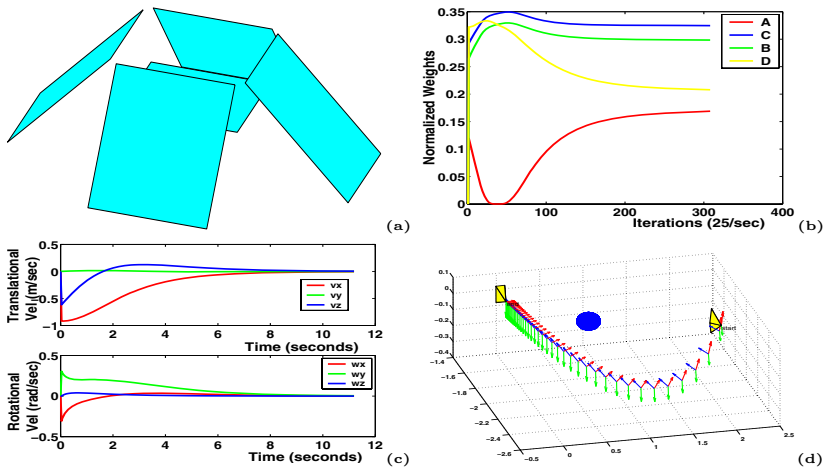 (a)
Normalized Weights
0.35
0.3
0.25
0.2
0.15
0.1
0.05
0
0 100 200 300 400
Iterations (25/sec)
A
C
B
D
(b)
Translational
Vel.(m/sec)
0.5
0
-0.5
-1
0 2 4 6 8 10 12
Time (seconds)
vx
vy
vz
Rotational
Vel (rad/sec)
0.5
0
-0.5
0 2 4 6 8 10 12
Time (seconds)
wx
wy
wz
(c)
0.1
0
-0.1
-0.2
-0.3
-0.4
-1.4
-1.6
-1.8
-2
-2.2
-2.4
-2.6
-0.5 0 0.5 1 1.5 2 2.5
start
(d)